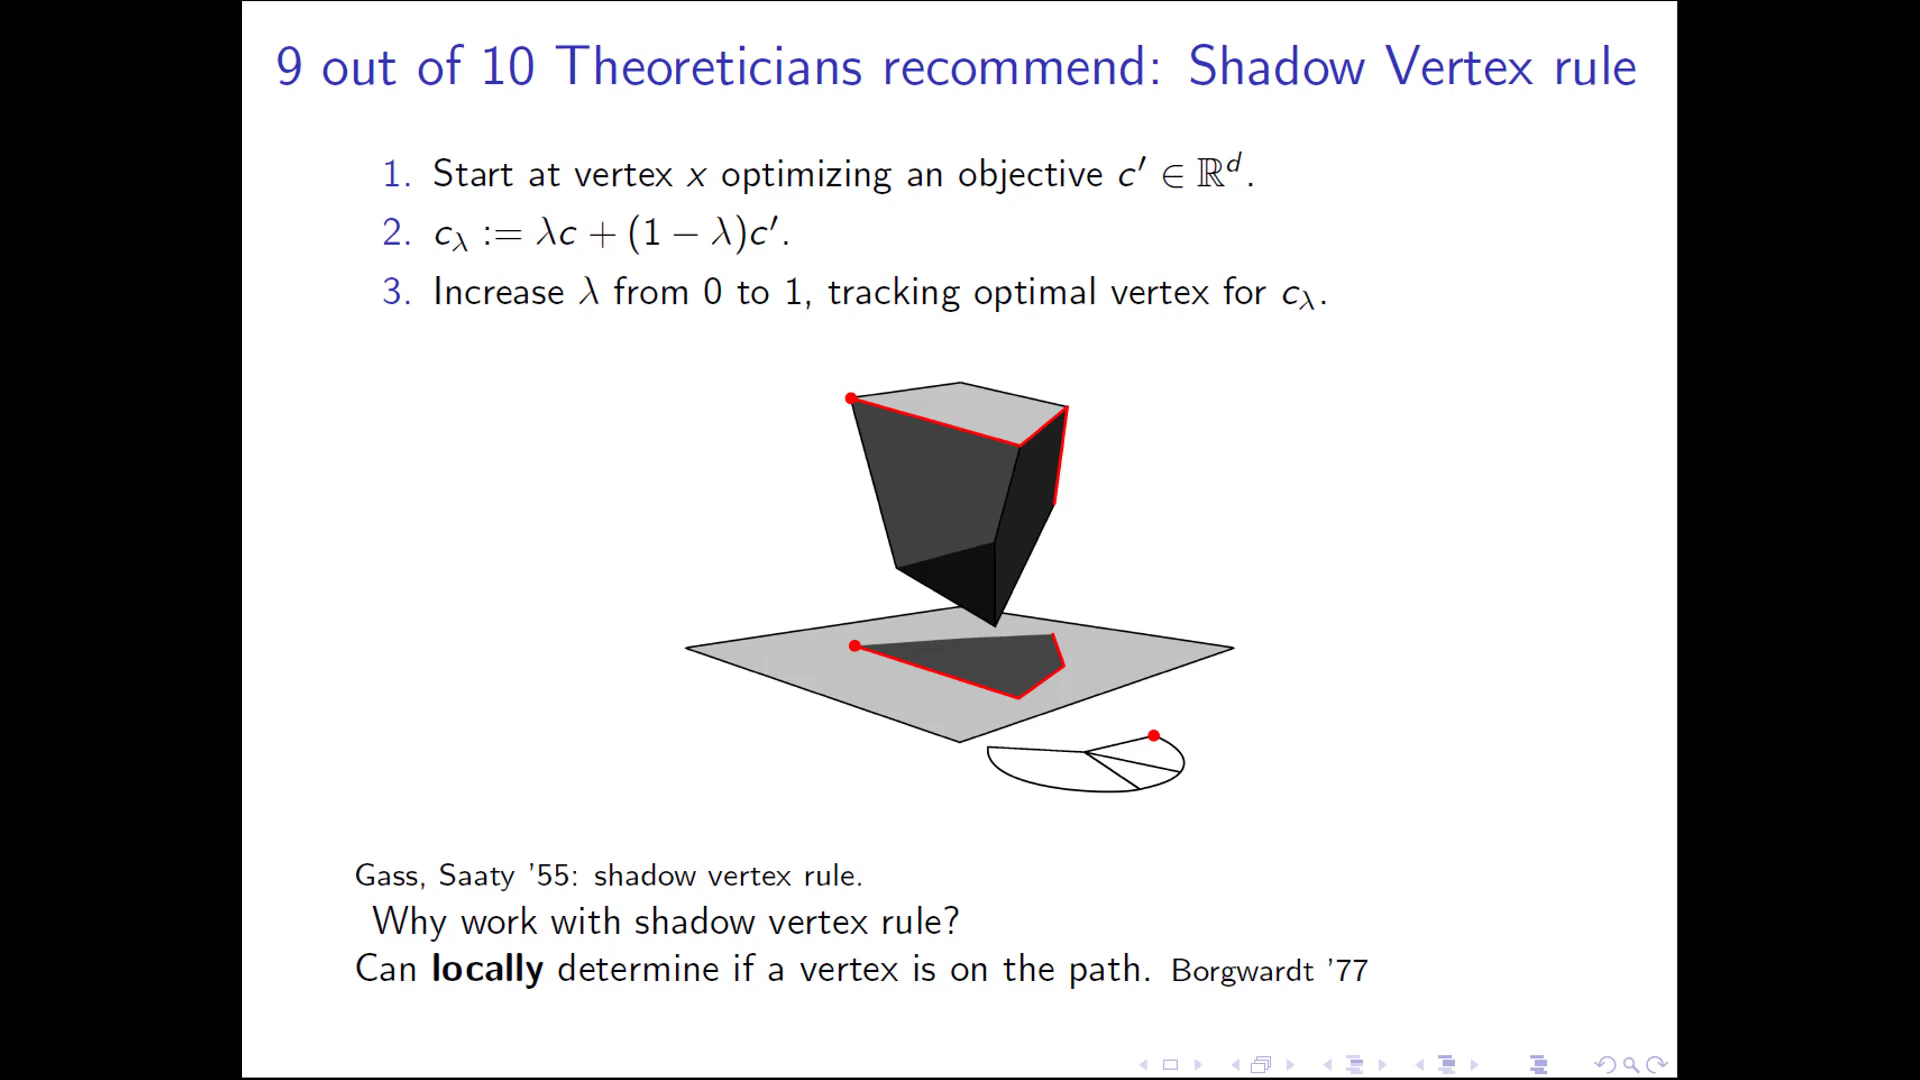 9 out of 10 Theoreticians recommend: Shadow Vertex rule
1. Start at vertex x optimizing an objective c′ ∈ ℝᵈ.
2. c_λ := λc + (1 − λ)c′.
3. Increase λ from 0 to 1, tracking optimal vertex for c_λ.
Gass, Saaty ’55: shadow vertex rule.
Why work with shadow vertex rule?
Can locally determine if a vertex is on the path. Borgwardt ’77